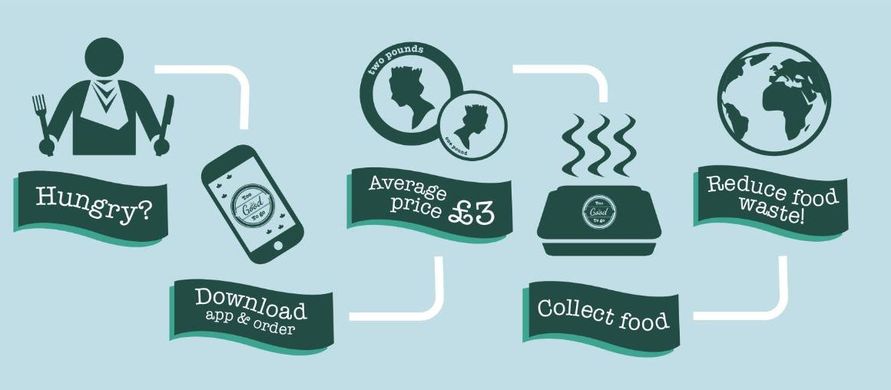 Hungry?
Too
Good
To Go
Download
app & order
two pounds
one pound
Average
price £3
Too
Good
To Go
Collect food
Reduce food
waste!